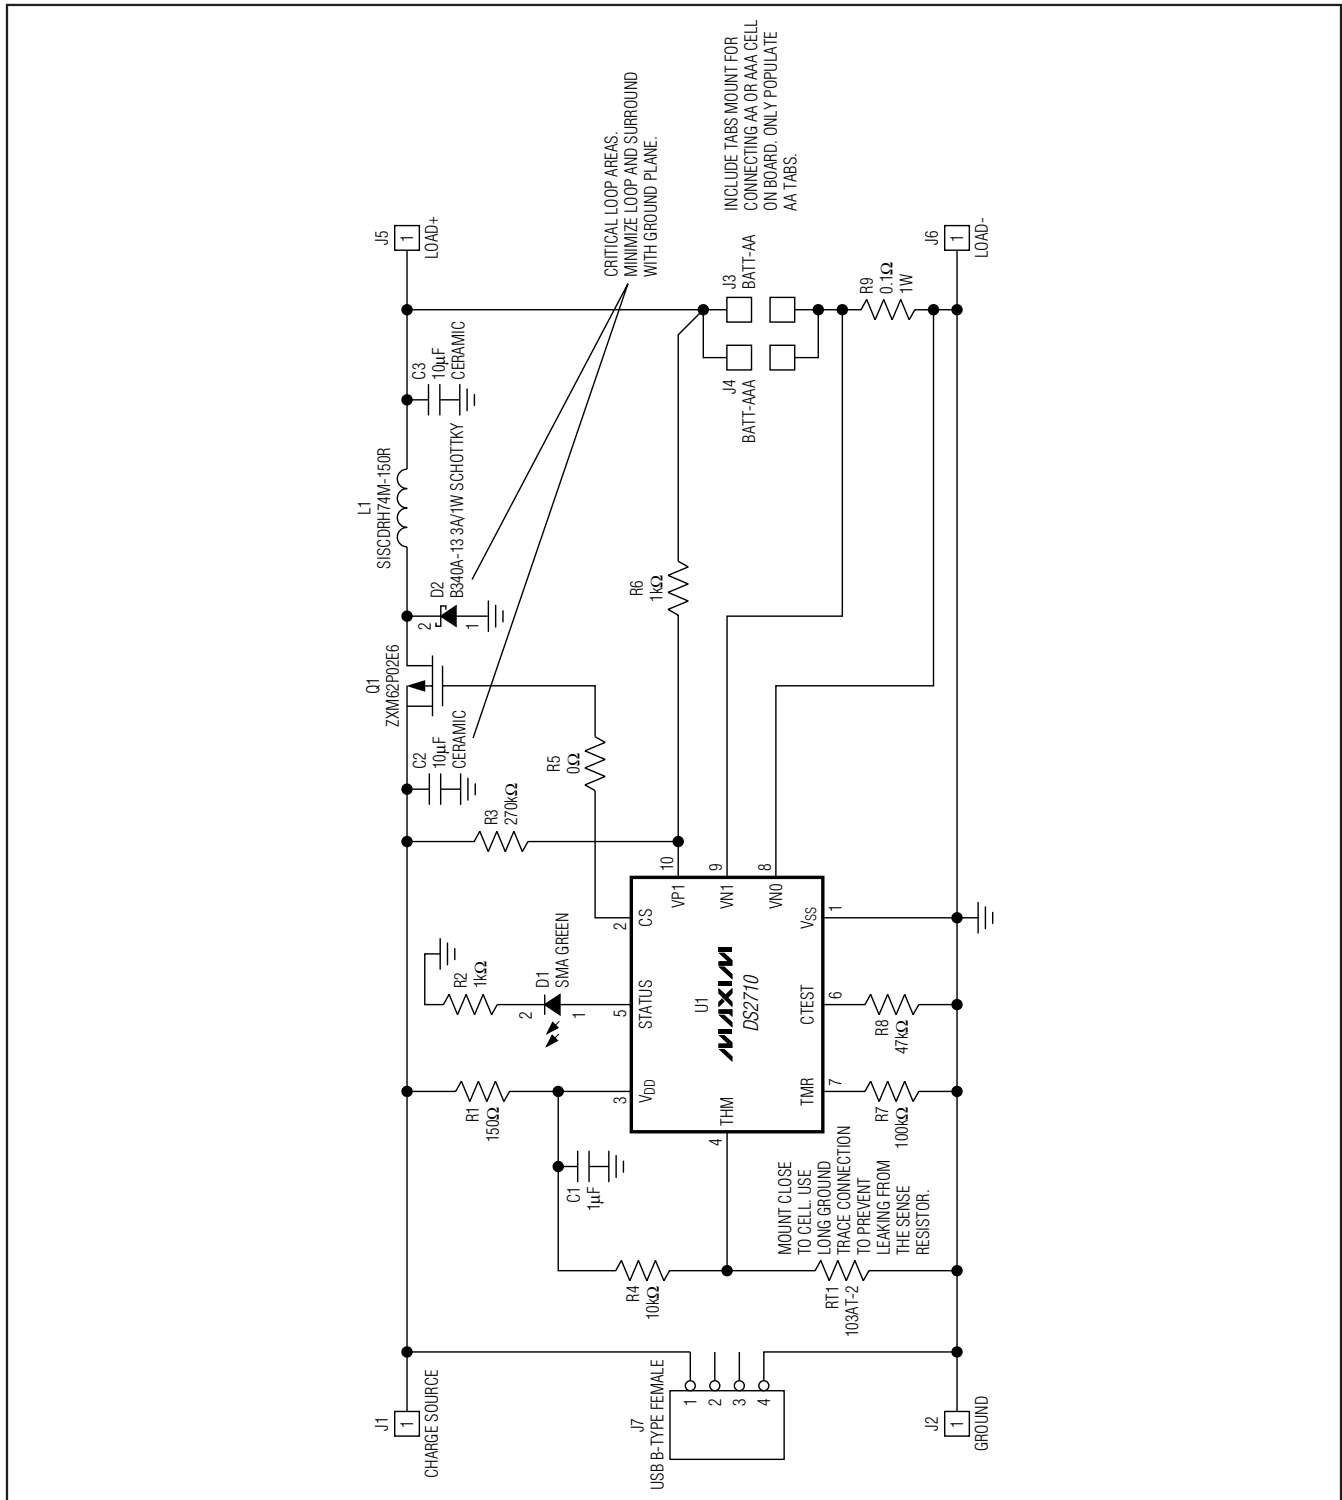 J1
1
CHARGE SOURCE
J7
USB B-TYPE FEMALE
1
2
3
4
J2
1
GROUND
R4
10kΩ
RT1
103AT-2
MOUNT CLOSE
TO CELL. USE
LONG GROUND
TRACE CONNECTION
TO PREVENT
LEAKING FROM
THE SENSE
RESISTOR.
C1
1µF
R1
150Ω
R2
1kΩ
D1
SMA GREEN
2
1
3
VDD
5
STATUS
2
CS
4
THM
U1
MAXIM
DS2710
10
VP1
9
VN1
8
VN0
TMR
7
CTEST
6
VSS
1
R7
100kΩ
R8
47kΩ
R3
270kΩ
C2
10µF
CERAMIC
R5
0Ω
Q1
ZXM62P02E6
D2
B340A-13 3A/1W SCHOTTKY
2
1
R6
1kΩ
L1
SISCDRH74M-150R
C3
10µF
CERAMIC
J5
1
LOAD+
CRITICAL LOOP AREAS.
MINIMIZE LOOP AND SURROUND
WITH GROUND PLANE.
J4
BATT-AAA
J3
BATT-AA
INCLUDE TABS MOUNT FOR
CONNECTING AA OR AAA CELL
ON BOARD. ONLY POPULATE
AA TABS.
R9
0.1Ω
1W
J6
1
LOAD-